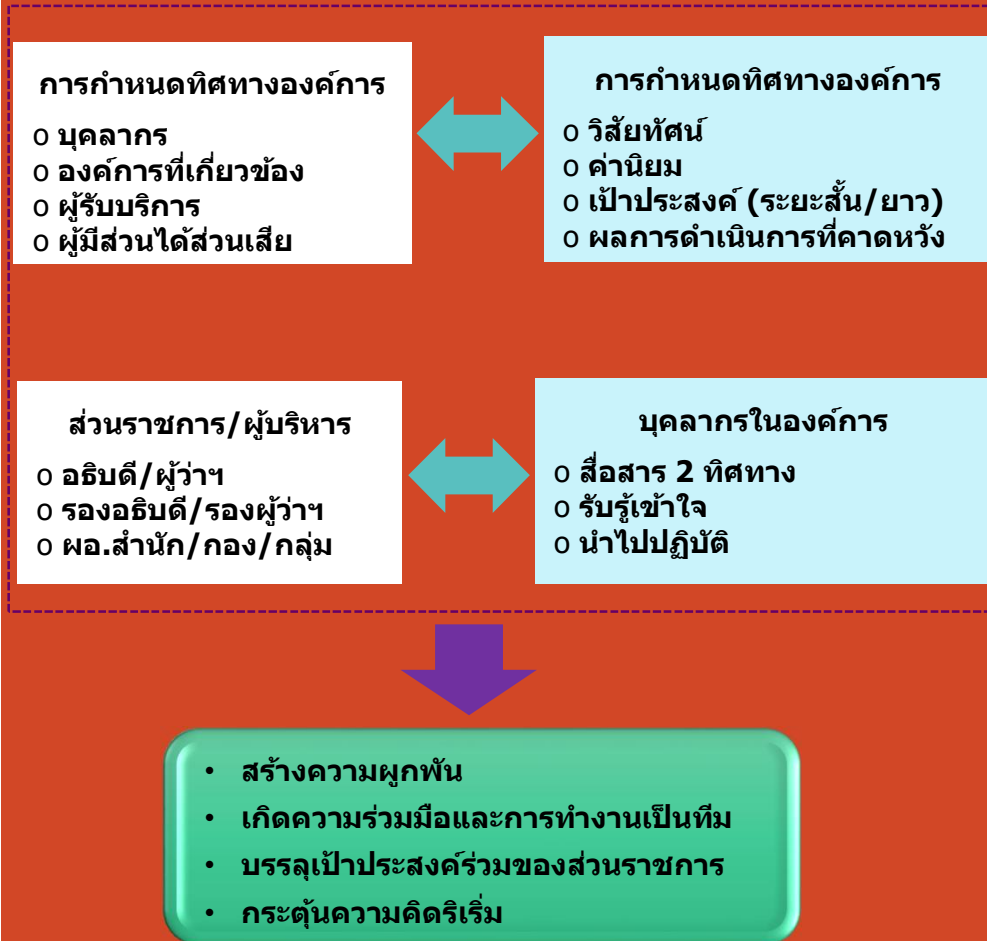 การกำหนดทิศทางองค์การ
o บุคลากร
o องค์การที่เกี่ยวข้อง
o ผู้รับบริการ
o ผู้มีส่วนได้ส่วนเสีย
การกำหนดทิศทางองค์การ
o วิสัยทัศน์
o ค่านิยม
o เป้าประสงค์ (ระยะสั้น/ยาว)
o ผลการดำเนินการที่คาดหวัง
ส่วนราชการ/ผู้บริหาร
o อธิบดี/ผู้ว่าฯ
o รองอธิบดี/รองผู้ว่าฯ
o ผอ.สำนัก/กอง/กลุ่ม
บุคลากรในองค์การ
o สื่อสาร 2 ทิศทาง
o รับรู้เข้าใจ
o นำไปปฏิบัติ
• สร้างความผูกพัน
• เกิดความร่วมมือและการทำงานเป็นทีม
• บรรลุเป้าประสงค์ร่วมของส่วนราชการ
• กระตุ้นความคิดริเริ่ม